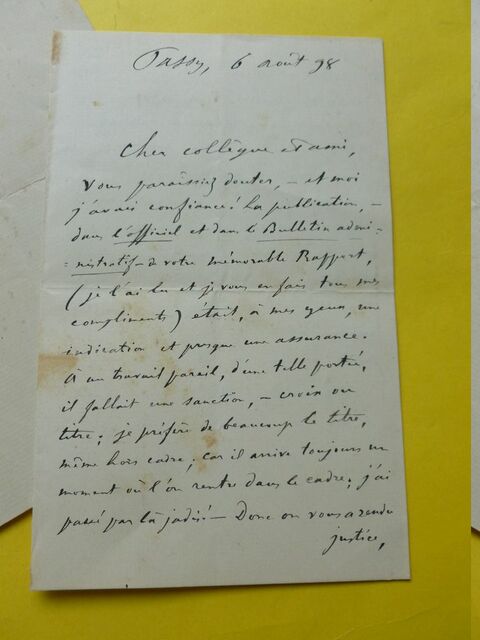 Passy, 6 août 98
Cher collègue et ami,
Vous paraissiez douter, — et moi
j'avais confiance: la publication, —
dans l'officiel et dans le Bulletin admi-
-nistratif — de votre mémorable Rapport,
(je l'ai lu et j vous en fais tous mes
compliments) était, à mes yeux, une
indication et presque une assurance.
À un travail pareil, d'une telle portée,
il fallait une sanction, — croix ou
titre; je préfère de beaucoup le titre,
même hors cadre; car il arrive toujours un
moment où l'on rentre dans le cadre; j'ai
passé par là jadis! — Donc on vous a rendu
justice,